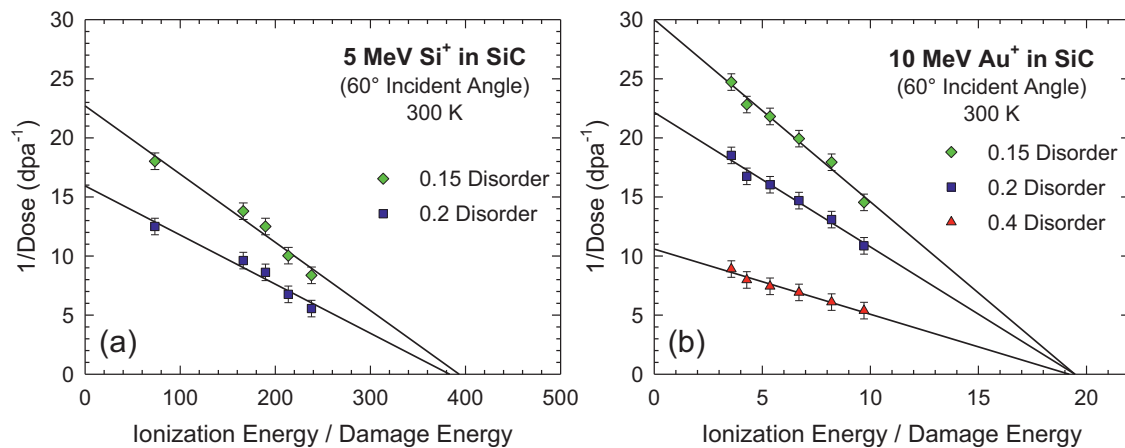 5 MeV Si⁺ in SiC
(60° Incident Angle)
300 K
0.15 Disorder
0.2 Disorder
(a)
1/Dose (dpa⁻¹)
30
25
20
15
10
5
0
0 100 200 300 400 500
Ionization Energy / Damage Energy
10 MeV Au⁺ in SiC
(60° Incident Angle)
300 K
0.15 Disorder
0.2 Disorder
0.4 Disorder
(b)
1/Dose (dpa⁻¹)
30
25
20
15
10
5
0
0 5 10 15 20
Ionization Energy / Damage Energy